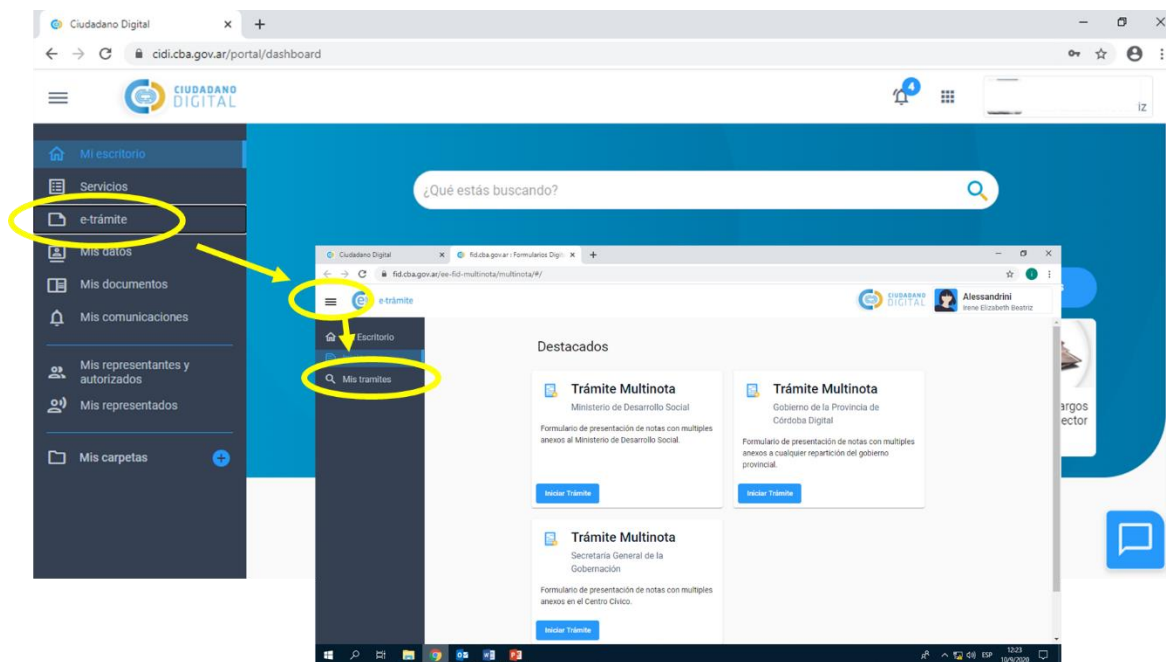 Ciudadano Digital
cidi.cba.gov.ar/portal/dashboard
CIUDADANO
DIGITAL
4
iz
Mi escritorio
Servicios
e-trámite
Mis datos
Mis documentos
Mis comunicaciones
Mis representantes y
autorizados
Mis representados
Mis carpetas
¿Qué estás buscando?
argos
ector
Ciudadano Digital
fid.cba.gov.ar : Formularios Digit
fid.cba.gov.ar/ee-fid-multinota/multinota/#/
e-trámite
CIUDADANO
DIGITAL
Alessandrini
Irene Elizabeth Beatriz
Escritorio
Mis tramites
Destacados
Trámite Multinota
Ministerio de Desarrollo Social
Formulario de presentación de notas con multiples
anexos al Ministerio de Desarrollo Social.
Iniciar Trámite
Trámite Multinota
Gobierno de la Provincia de
Córdoba Digital
Formulario de presentación de notas con multiples
anexos a cualquier repartición del gobierno
provincial.
Iniciar Trámite
Trámite Multinota
Secretaría General de la
Gobernación
Formulario de presentación de notas con multiples
anexos en el Centro Cívico.
Iniciar Trámite
ESP
12:23
10/9/2020